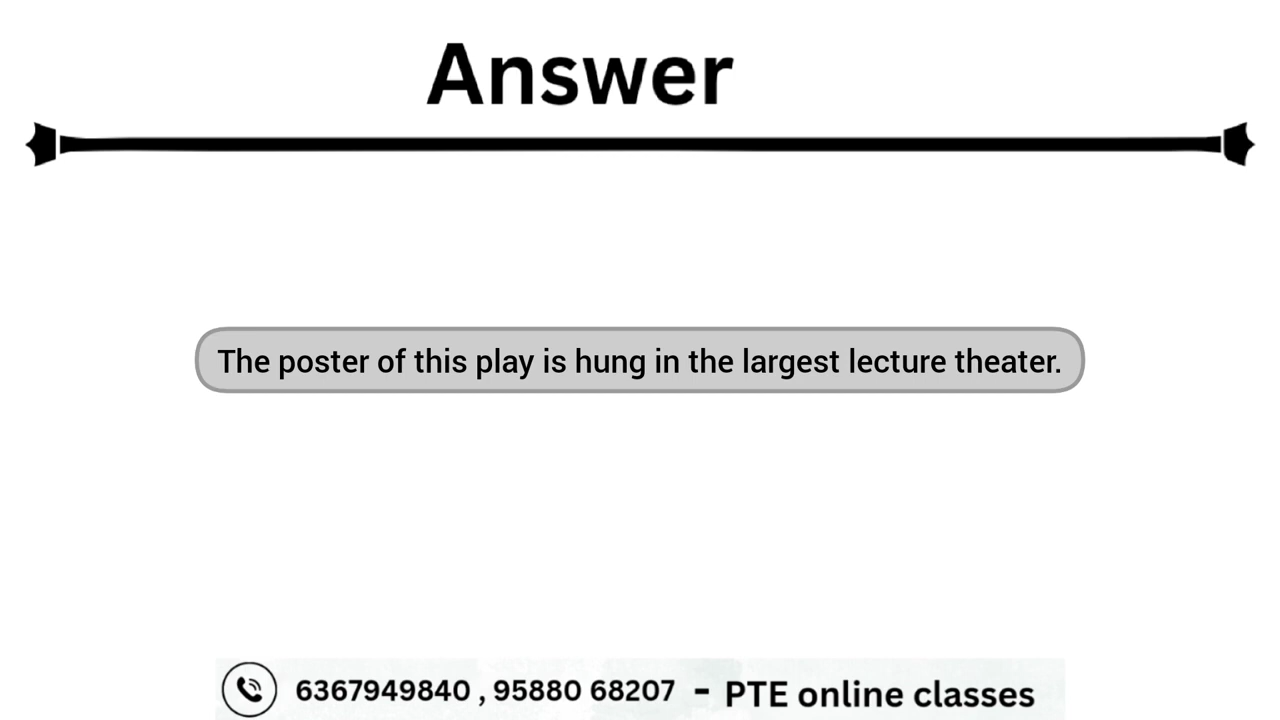 Answer
The poster of this play is hung in the largest lecture theater.
6367949840 , 95880 68207 - PTE online classes